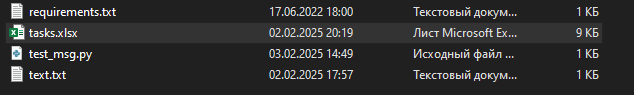 requirements.txt 17.06.2022 18:00 Текстовый докум... 1 КБ
tasks.xlsx 02.02.2025 20:19 Лист Microsoft Ex... 9 КБ
test_msg.py 03.02.2025 14:49 Исходный файл ... 1 КБ
text.txt 02.02.2025 17:57 Текстовый докум... 1 КБ